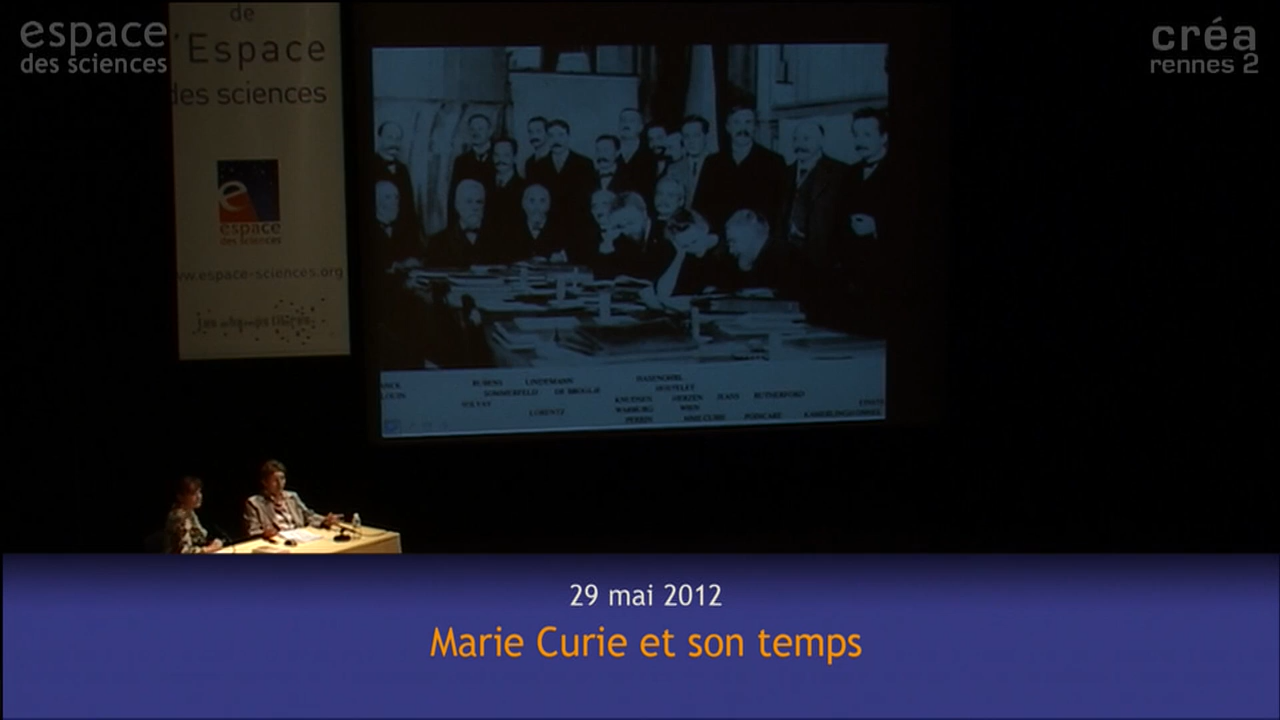 espace
des sciences
créa
rennes 2
de
l'Espace
des sciences
e
espace
des sciences
www.espace-sciences.org
RUBENS LINDEMANN HASENOHRL
SOMMERFELD DE BROGLIE HOSTELET
SOLVAY KNUDSEN HERZEN JEANS RUTHERFORD
LORENTZ WARBURG WIEN
PERRIN MME CURIE POINCARE KAMERLINGH ONNES
29 mai 2012
Marie Curie et son temps